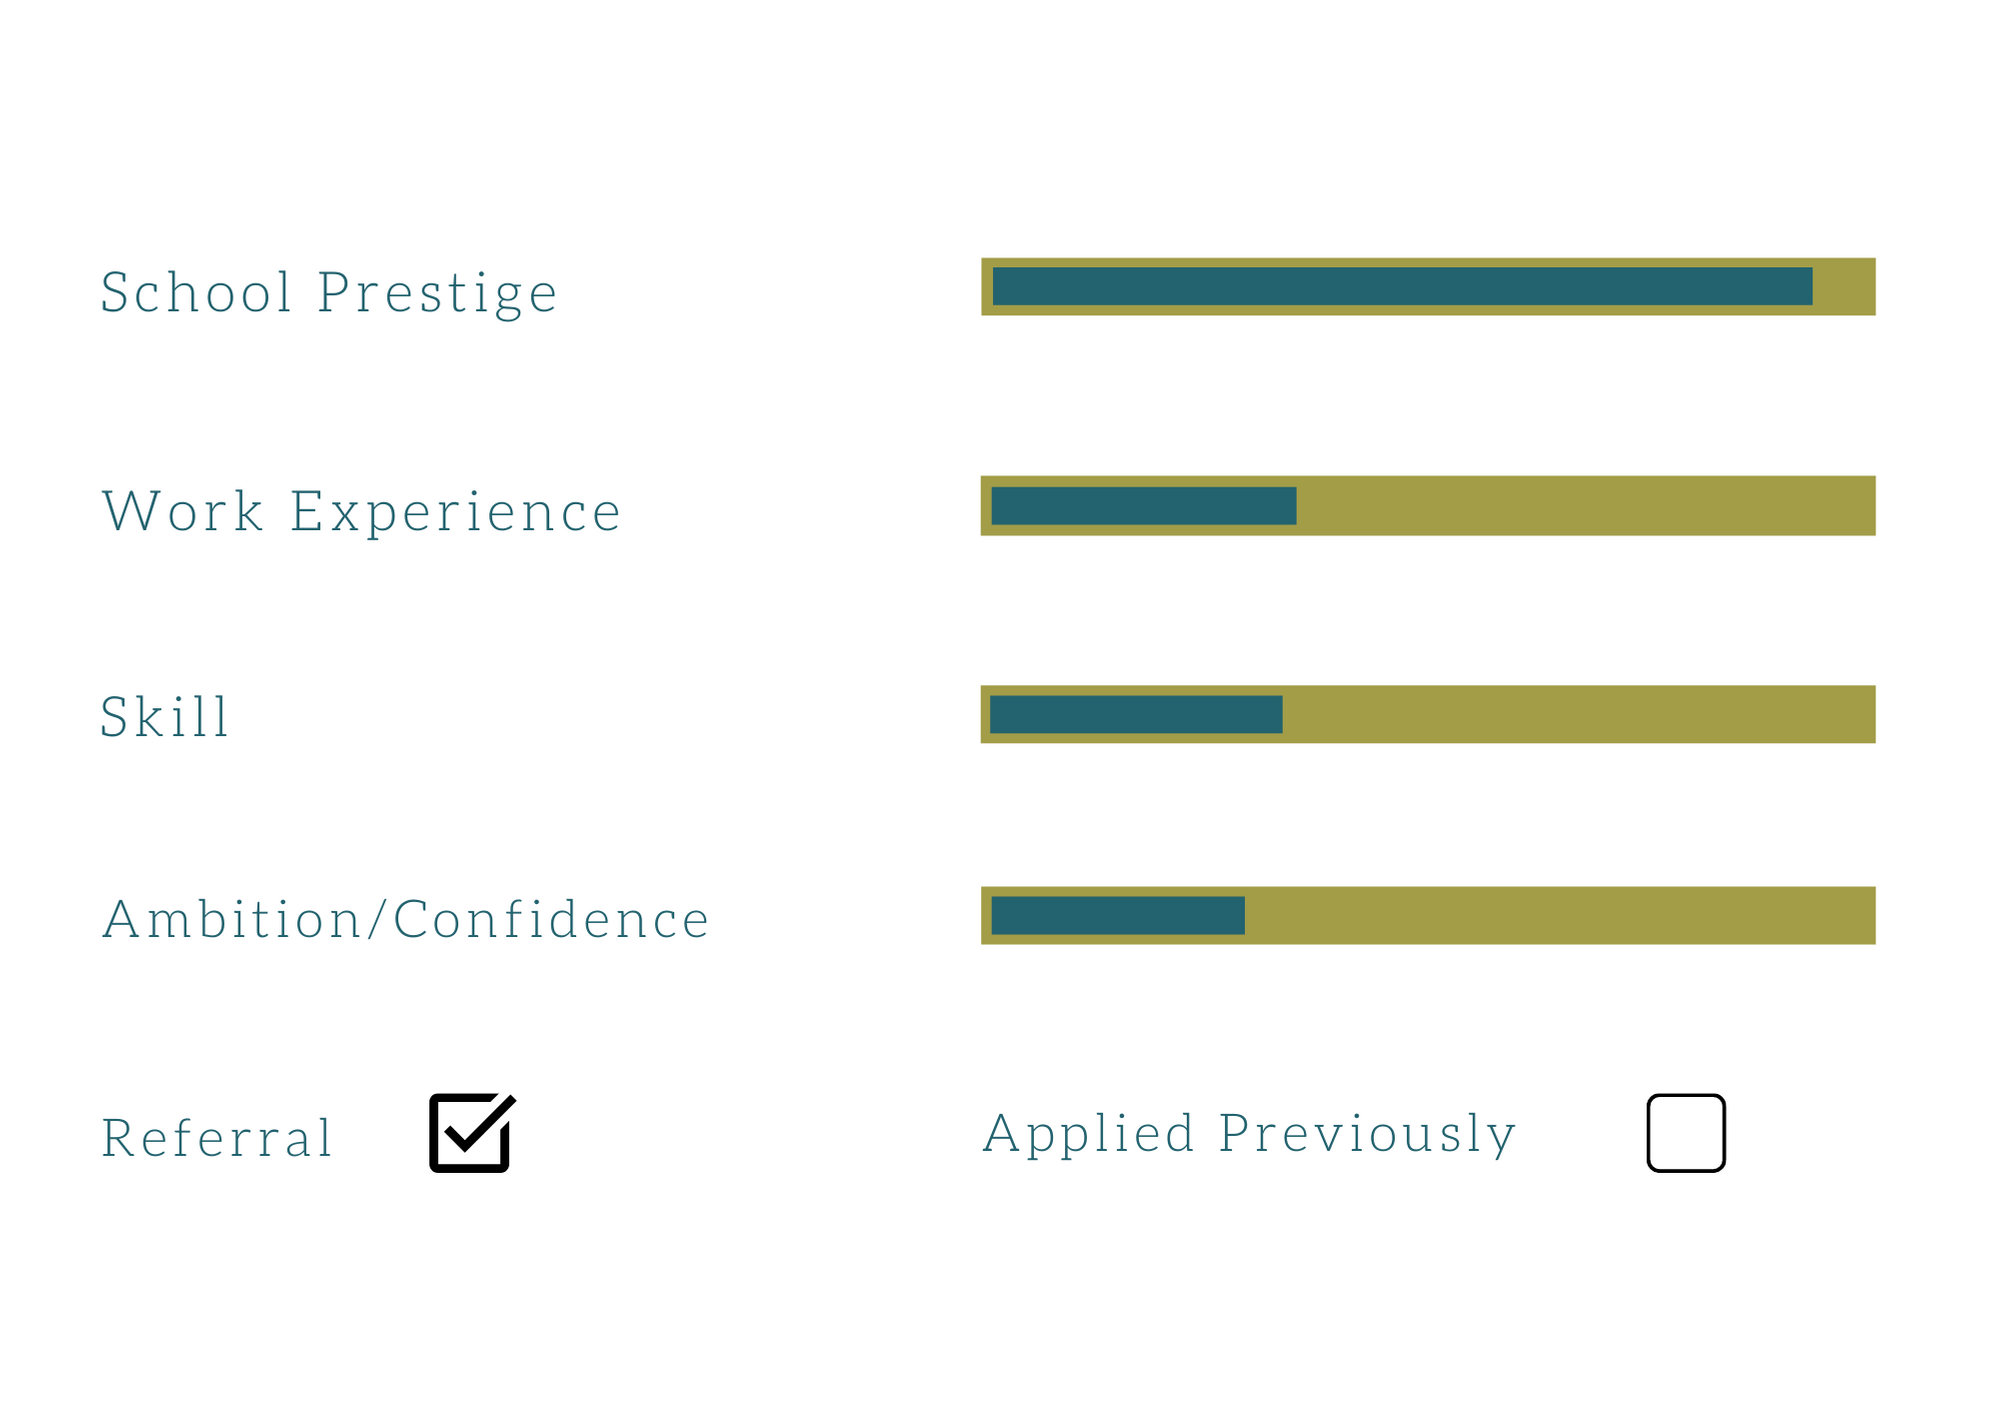 School Prestige
Work Experience
Skill
Ambition/Confidence
Referral
Applied Previously